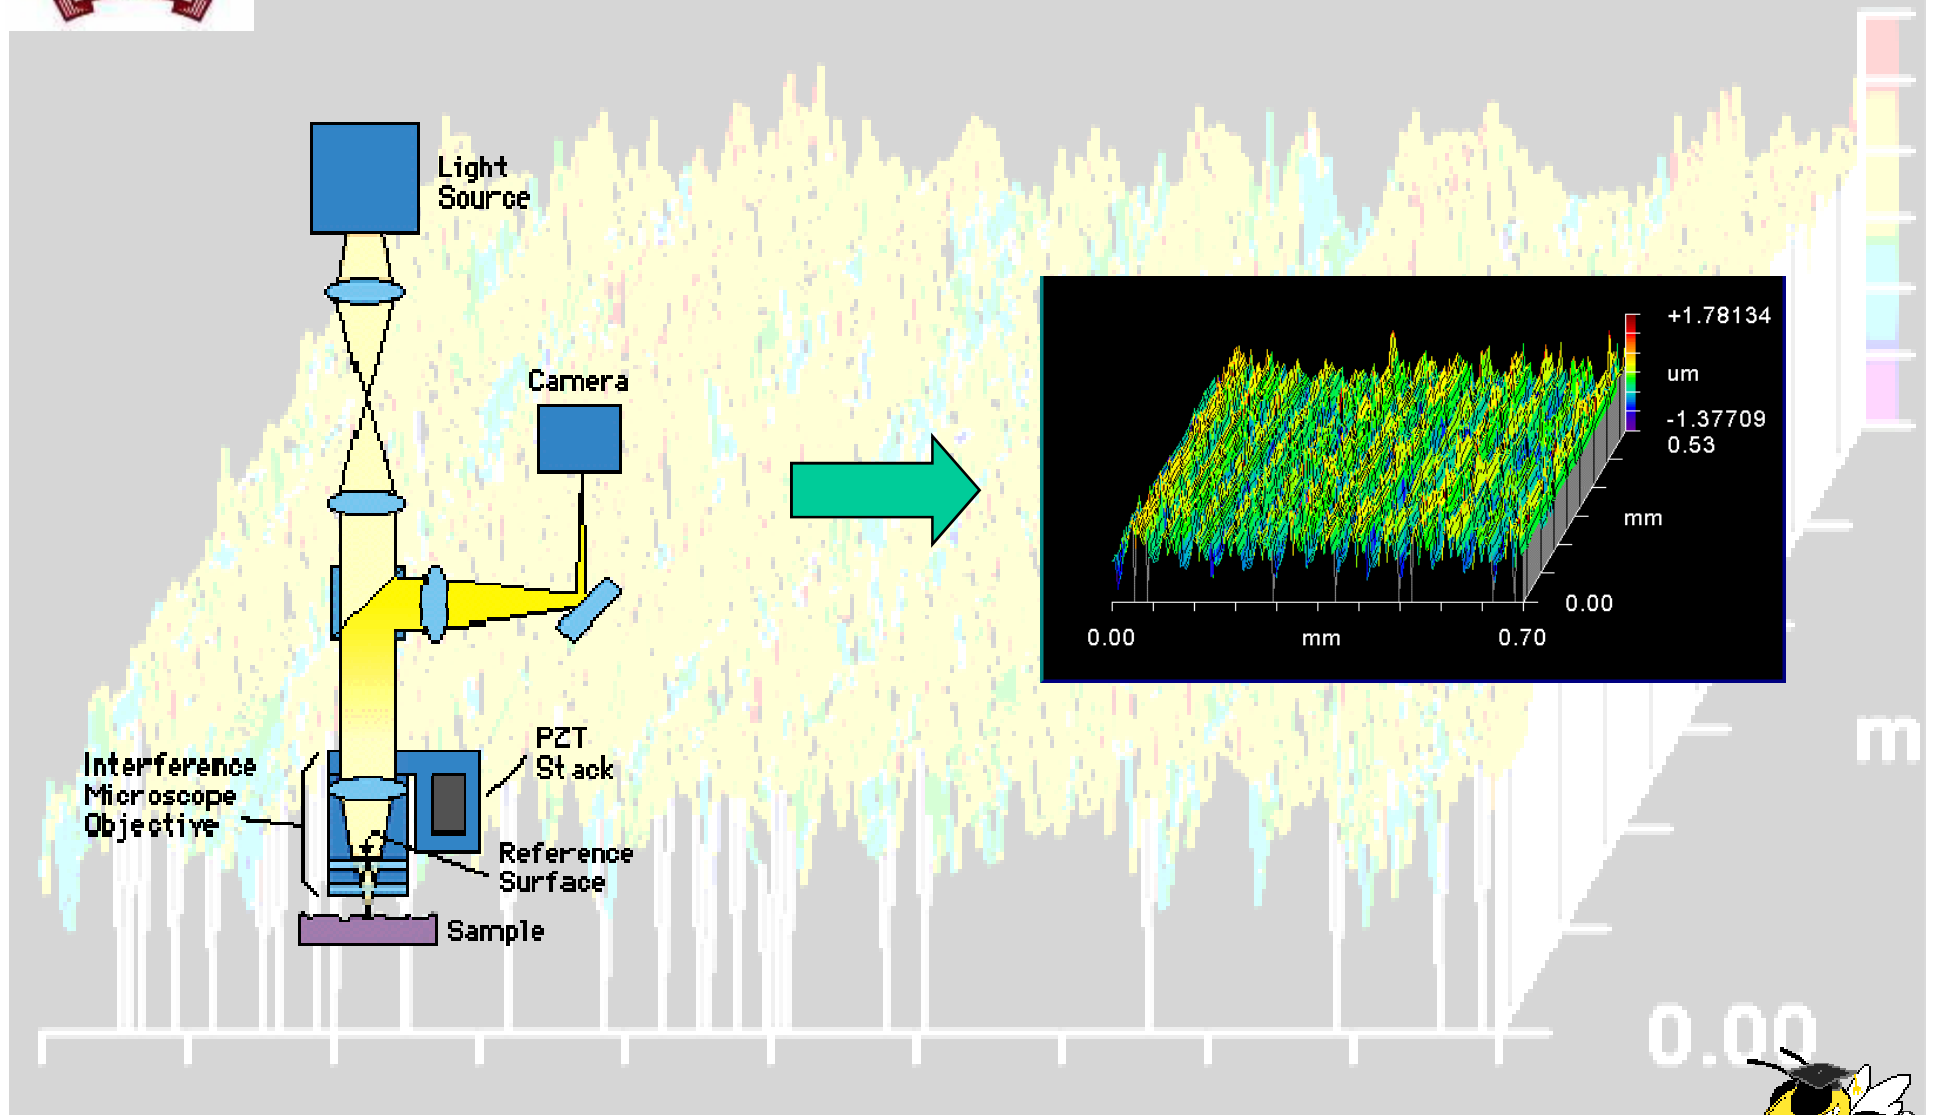 Light
Source
Camera
PZT
Stack
Interference
Microscope
Objective
Reference
Surface
Sample
+1.78134
um
-1.37709
0.53
mm
0.00
0.00
mm
0.70
m
0.00